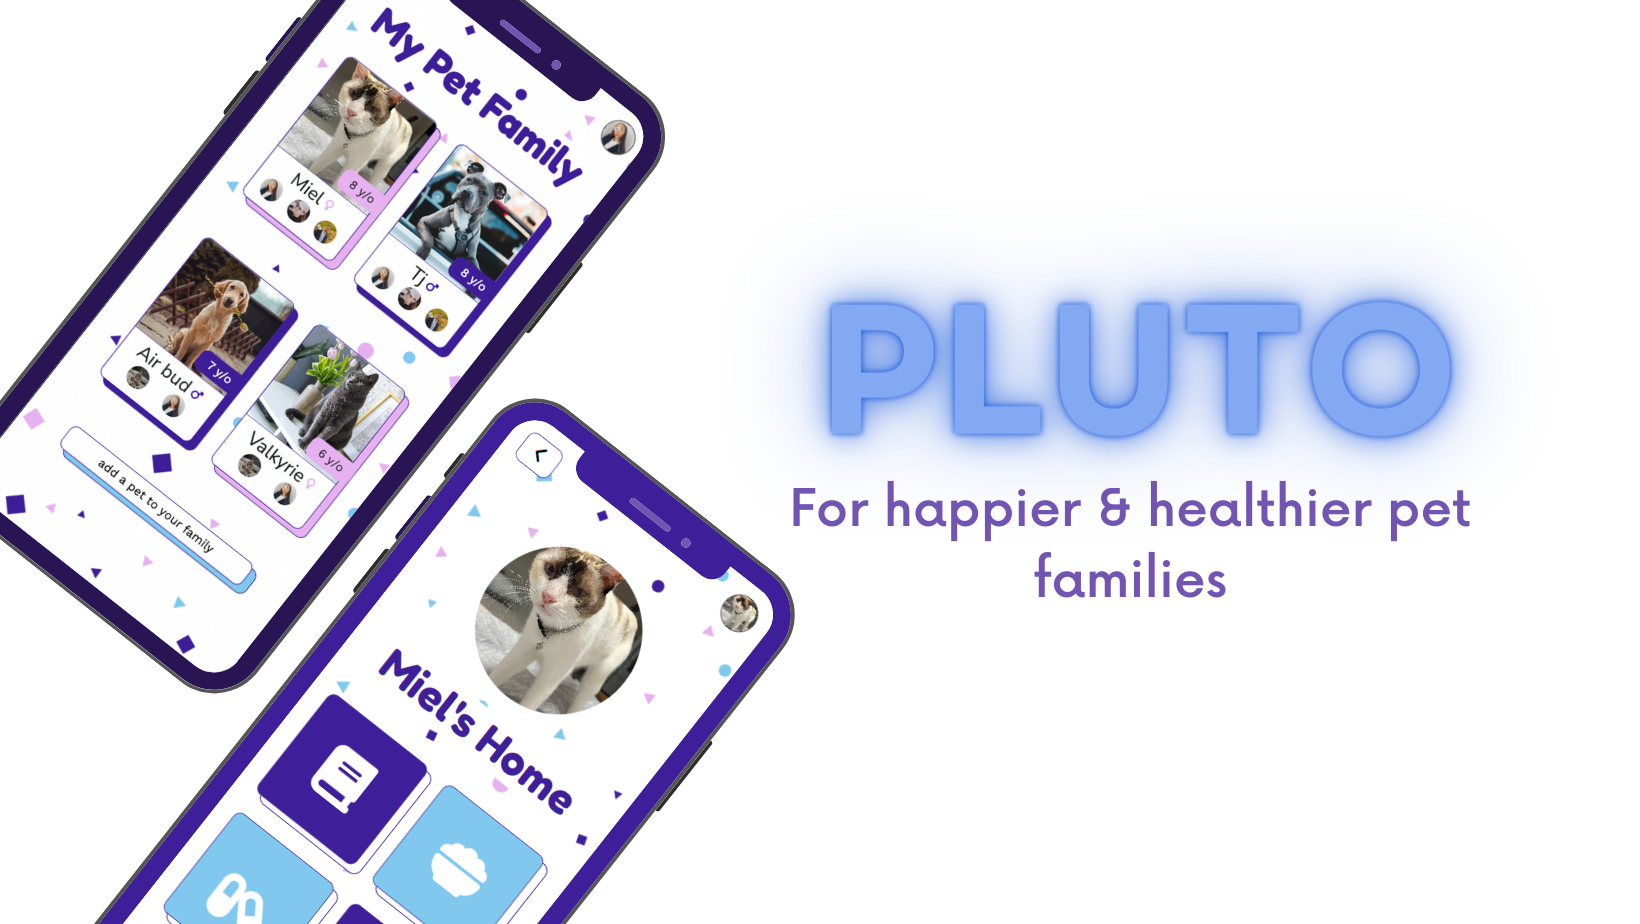 My Pet Family
Miel♀
8 y/o
Tj♂
8 y/o
Air bud♂
7 y/o
Valkyrie♀
6 y/o
add a pet to your family
Miel's Home
PLUTO
For happier & healthier pet
families